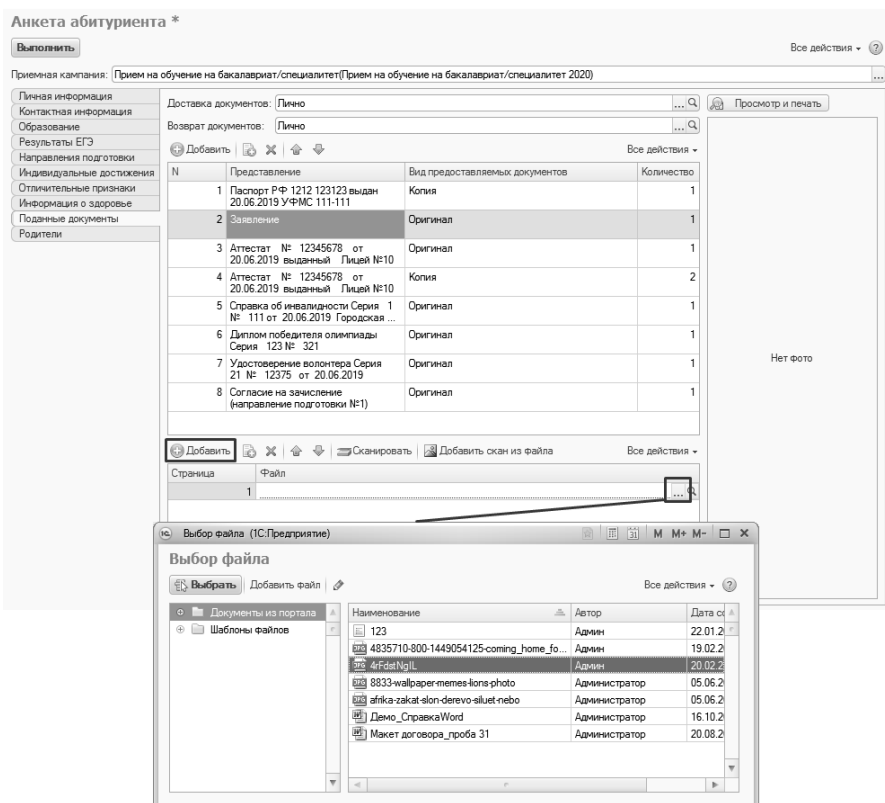 Анкета абитуриента *
Выполнить
Все действия
?
Приемная кампания: Прием на обучение на бакалавриат/специалитет(Прием на обучение на бакалавриат/специалитет 2020) ...
Личная информация
Контактная информация
Образование
Результаты ЕГЭ
Направления подготовки
Индивидуальные достижения
Отличительные признаки
Информация о здоровье
Поданные документы
Родители
Доставка документов: Лично ...
Возврат документов: Лично ...
Добавить
Все действия
N Представление Вид предоставляемых документов Количество
1 Паспорт РФ 1212 123123 выдан Копия 1
20.06.2019 УФМС 111-111
2 Заявление Оригинал 1
3 Аттестат № 12345678 от Оригинал 1
20.06.2019 выданный Лицей №10
4 Аттестат № 12345678 от Копия 2
20.06.2019 выданный Лицей №10
5 Справка об инвалидности Серия 1 Оригинал 1
№ 111 от 20.06.2019 Городская ...
6 Диплом победителя олимпиады Оригинал 1
Серия 123 № 321
7 Удостоверение волонтера Серия Оригинал 1
21 № 12375 от 20.06.2019
8 Согласие на зачисление Оригинал 1
(направление подготовки №1)
Просмотр и печать
Нет фото
Добавить Сканировать Добавить скан из файла Все действия
Страница Файл
1 ...
Выбор файла (1С:Предприятие) 31 M M+ M-
Выбор файла
Выбрать Добавить файл Все действия ?
Документы из портала
Шаблоны файлов
Наименование Автор Дата со
123 Админ 22.01.2
4835710-800-1449054125-coming_home_fo... Админ 19.02.2
4rFdstNgIL Админ 20.02.2
8833-wallpaper-memes-lions-photo Администратор 05.06.2
afrika-zakat-slon-derevo-siluet-nebo Администратор 05.06.2
Демо_СправкаWord Администратор 16.10.2
Макет договора_проба 31 Администратор 20.08.2